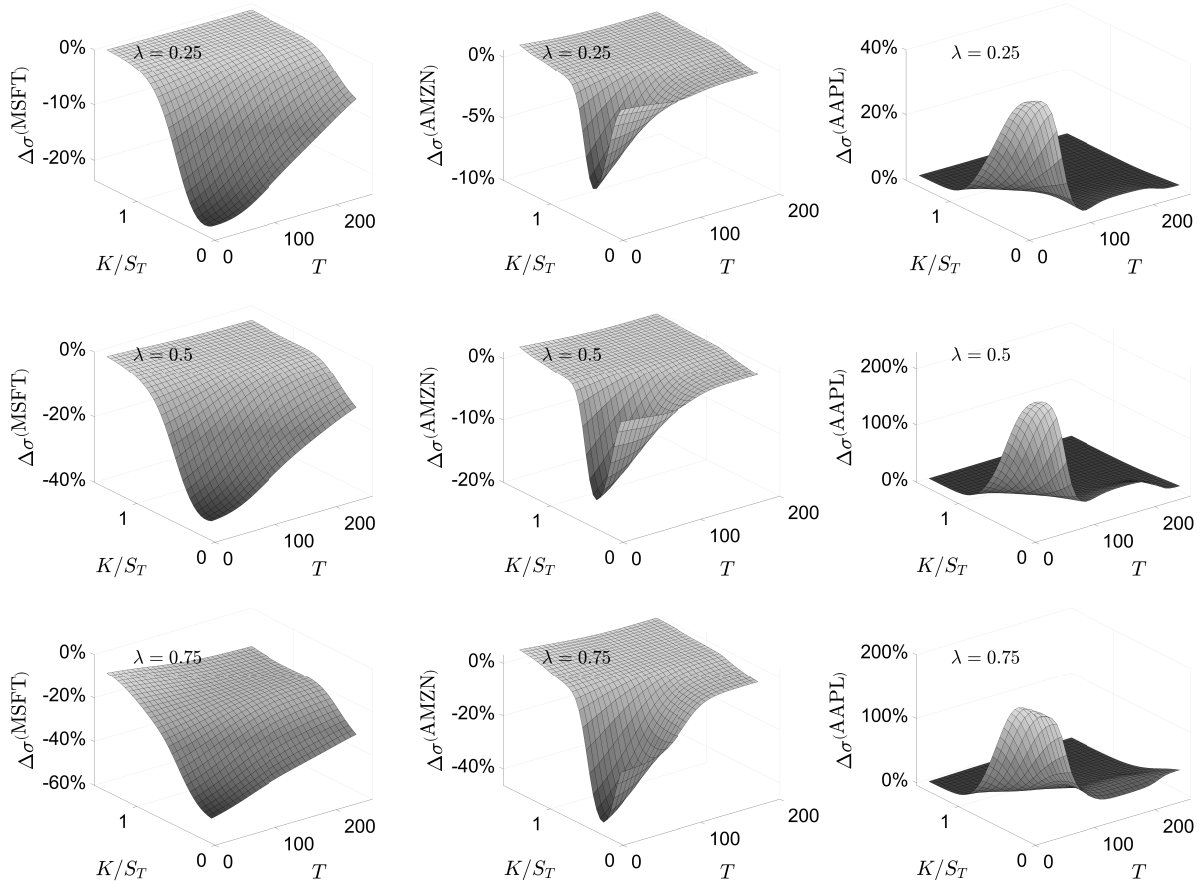 0%
-10%
-20%
Δσ(MSFT)
λ = 0.25
1
0
0
100
200
K/S_T
T
0%
-5%
-10%
Δσ(AMZN)
λ = 0.25
1
0
0
100
200
K/S_T
T
40%
20%
0%
Δσ(AAPL)
λ = 0.25
1
0
0
100
200
K/S_T
T
0%
-20%
-40%
Δσ(MSFT)
λ = 0.5
1
0
0
100
200
K/S_T
T
0%
-10%
-20%
Δσ(AMZN)
λ = 0.5
1
0
0
100
200
K/S_T
T
200%
100%
0%
Δσ(AAPL)
λ = 0.5
1
0
0
100
200
K/S_T
T
0%
-20%
-40%
-60%
Δσ(MSFT)
λ = 0.75
1
0
0
100
200
K/S_T
T
0%
-20%
-40%
Δσ(AMZN)
λ = 0.75
1
0
0
100
200
K/S_T
T
200%
100%
0%
Δσ(AAPL)
λ = 0.75
1
0
0
100
200
K/S_T
T